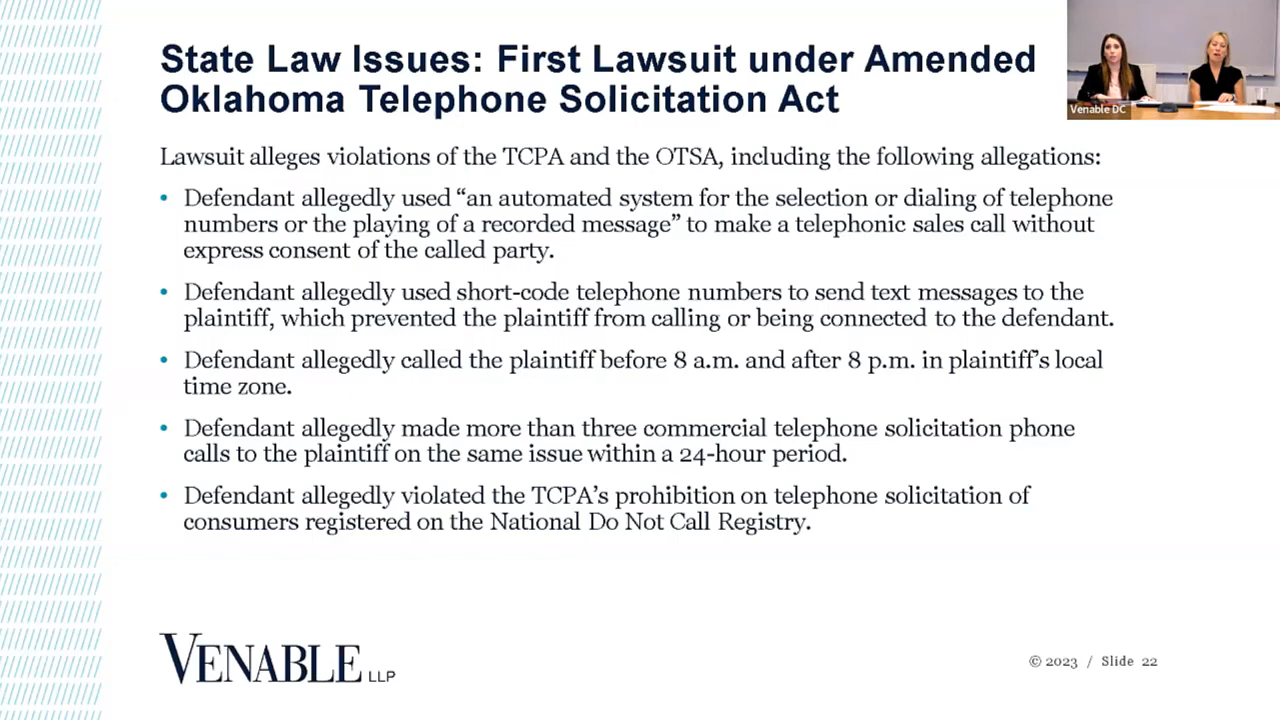 State Law Issues: First Lawsuit under Amended
Oklahoma Telephone Solicitation Act
Venable DC
Lawsuit alleges violations of the TCPA and the OTSA, including the following allegations:
• Defendant allegedly used “an automated system for the selection or dialing of telephone
numbers or the playing of a recorded message” to make a telephonic sales call without
express consent of the called party.
• Defendant allegedly used short-code telephone numbers to send text messages to the
plaintiff, which prevented the plaintiff from calling or being connected to the defendant.
• Defendant allegedly called the plaintiff before 8 a.m. and after 8 p.m. in plaintiff’s local
time zone.
• Defendant allegedly made more than three commercial telephone solicitation phone
calls to the plaintiff on the same issue within a 24-hour period.
• Defendant allegedly violated the TCPA’s prohibition on telephone solicitation of
consumers registered on the National Do Not Call Registry.
VENABLE LLP
© 2023 / Slide 22